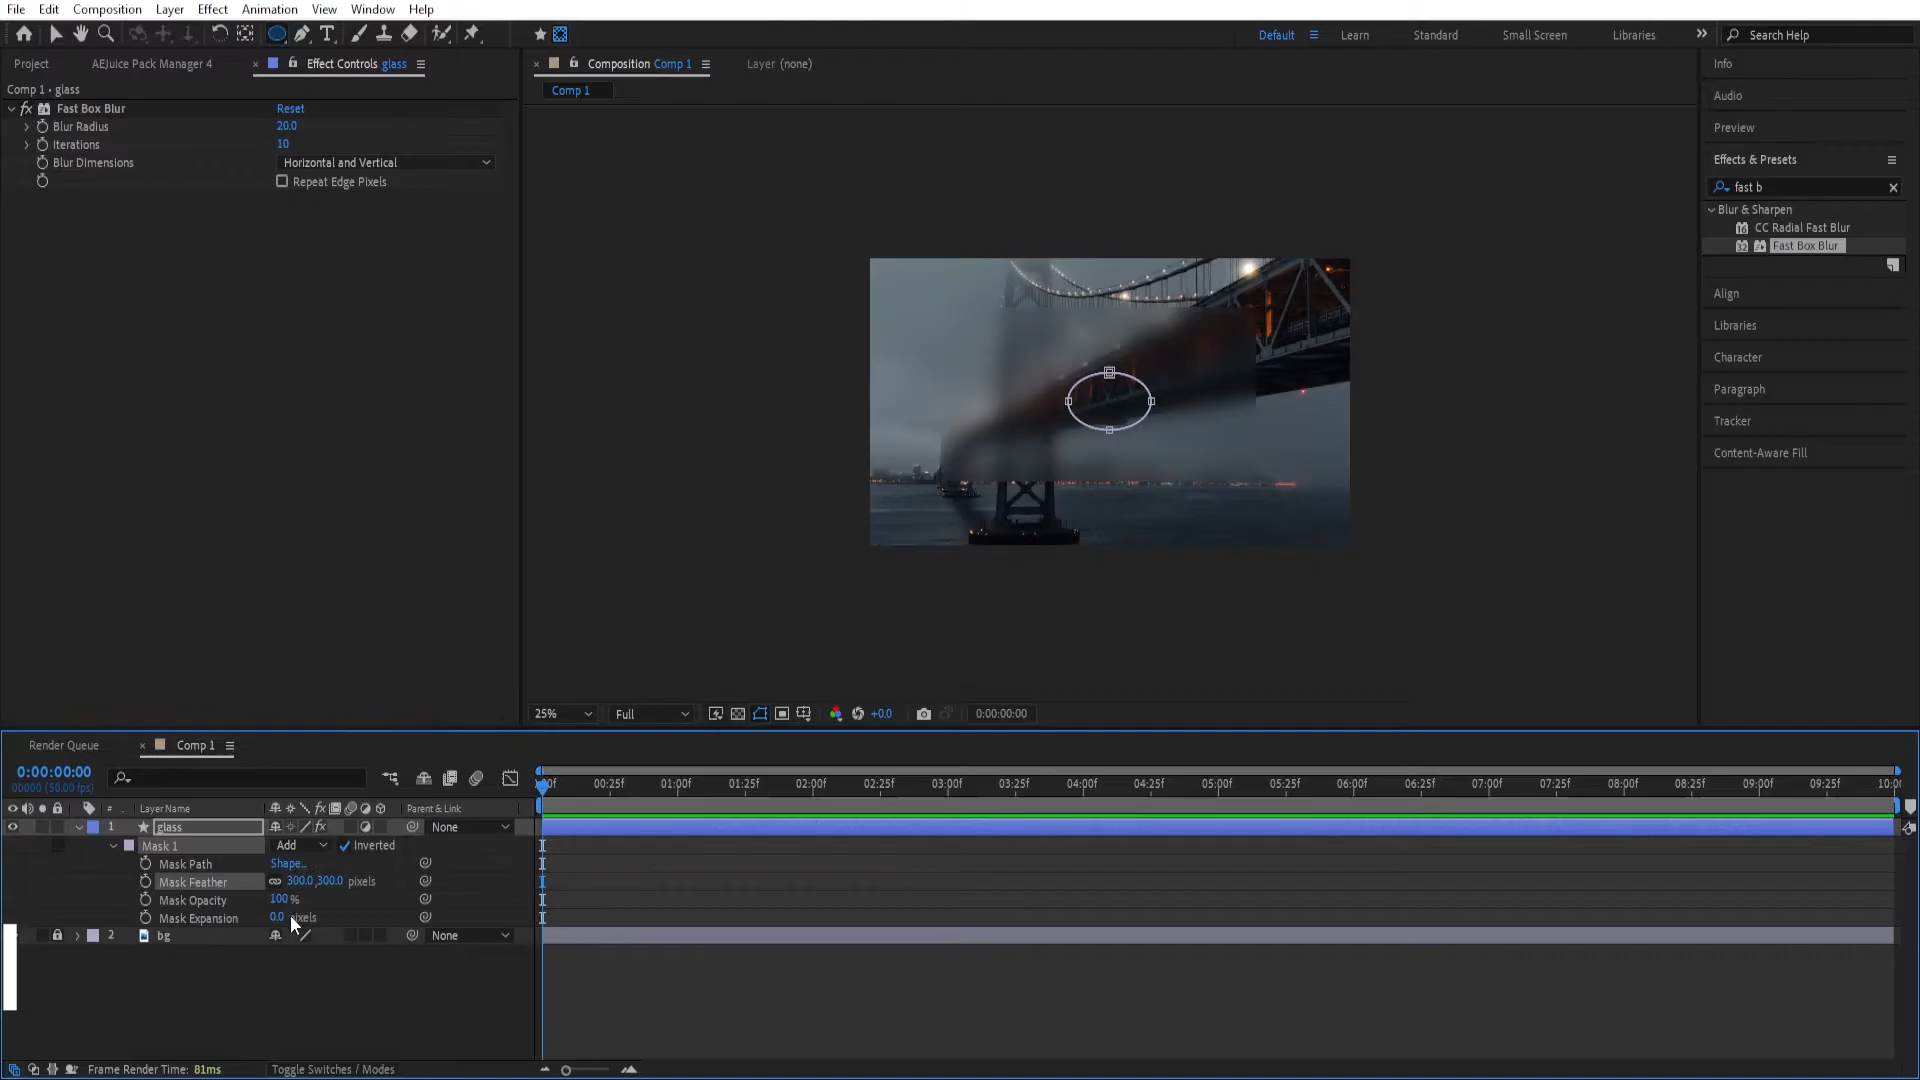 File Edit Composition Layer Effect Animation View Window Help
Default Learn Standard Small Screen Libraries Search Help
Project AEJuice Pack Manager 4 Effect Controls glass
Composition Comp 1 Layer (none)
Info
Comp 1 • glass
Comp 1
Fast Box Blur Reset
Blur Radius 20.0
Iterations 10
Blur Dimensions Horizontal and Vertical
Repeat Edge Pixels
Audio
Preview
Effects & Presets
fast b
Blur & Sharpen
CC Radial Fast Blur
Fast Box Blur
Align
Libraries
Character
Paragraph
Tracker
Content-Aware Fill
25% Full +0.0 0:00:00:00
Render Queue Comp 1
0:00:00:00
00000 (50.00 fps)
:00f 00:25f 01:00f 01:25f 02:00f 02:25f 03:00f 03:25f 04:00f 04:25f 05:00f 05:25f 06:00f 06:25f 07:00f 07:25f 08:00f 08:25f 09:00f 09:25f 10:00
# Layer Name Parent & Link
1 glass None
Mask 1 Add Inverted
Mask Path Shape...
Mask Feather 300.0,300.0 pixels
Mask Opacity 100 %
Mask Expansion 0.0 pixels
2 bg None
Frame Render Time: 81ms Toggle Switches / Modes